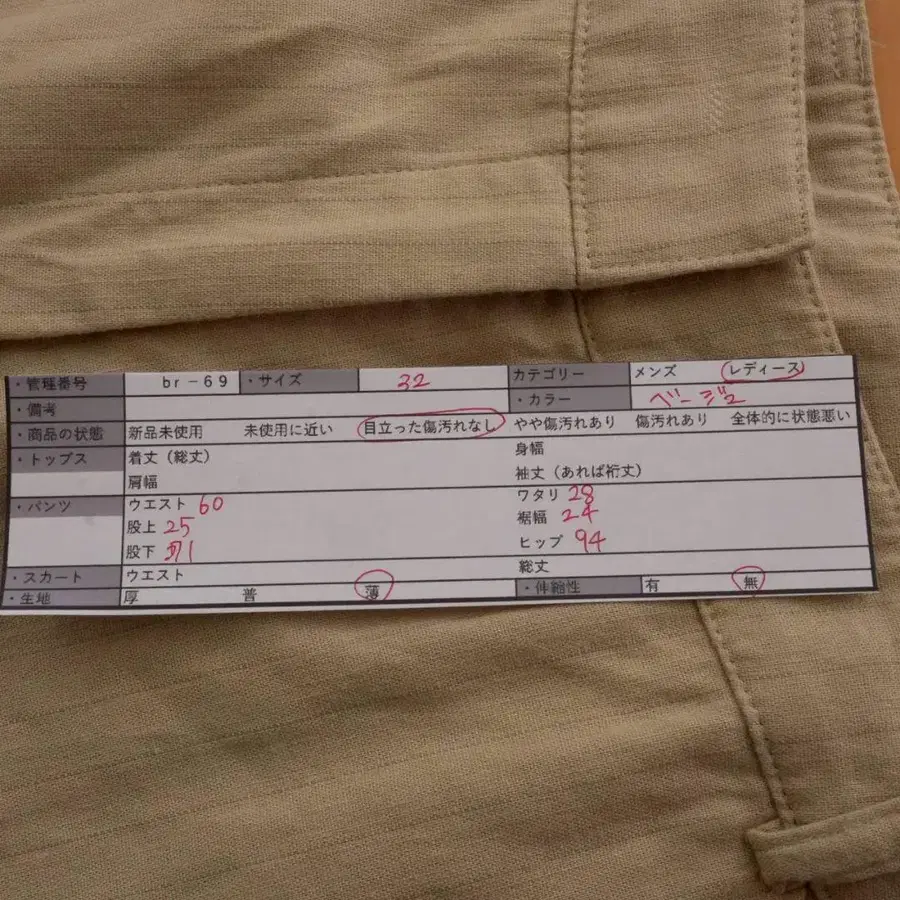 ・管理番号 br-69 ・サイズ 32 カテゴリー メンズ レディース
・備考 ・カラー ベージュ
・商品の状態 新品未使用 未使用に近い 目立った傷汚れなし やや傷汚れあり 傷汚れあり 全体的に状態悪い
・トップス 着丈（総丈） 身幅
肩幅 袖丈（あれば裄丈）
・パンツ ウエスト 60 ワタリ 28
股上 25 裾幅 24
股下 ヒップ 94
・スカート ウエスト 総丈
・生地 厚 普 薄 ・伸縮性 有 無